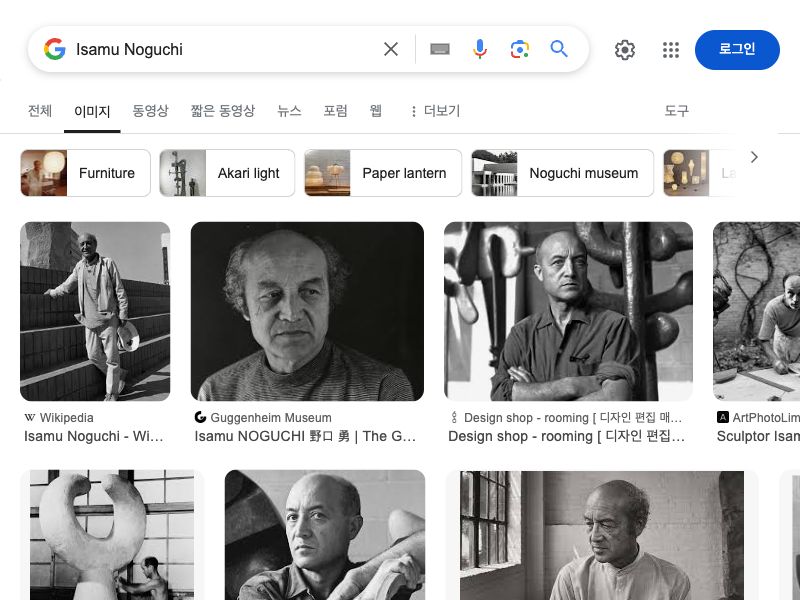 Isamu Noguchi
로그인
전체 이미지 동영상 짧은 동영상 뉴스 포럼 웹 더보기 도구
Furniture Akari light Paper lantern Noguchi museum La
Wikipedia
Isamu Noguchi - Wi...
Guggenheim Museum
Isamu NOGUCHI 野口 勇 | The G...
Design shop - rooming [ 디자인 편집 매...
Design shop - rooming [ 디자인 편집...
ArtPhotoLim
Sculptor Isam